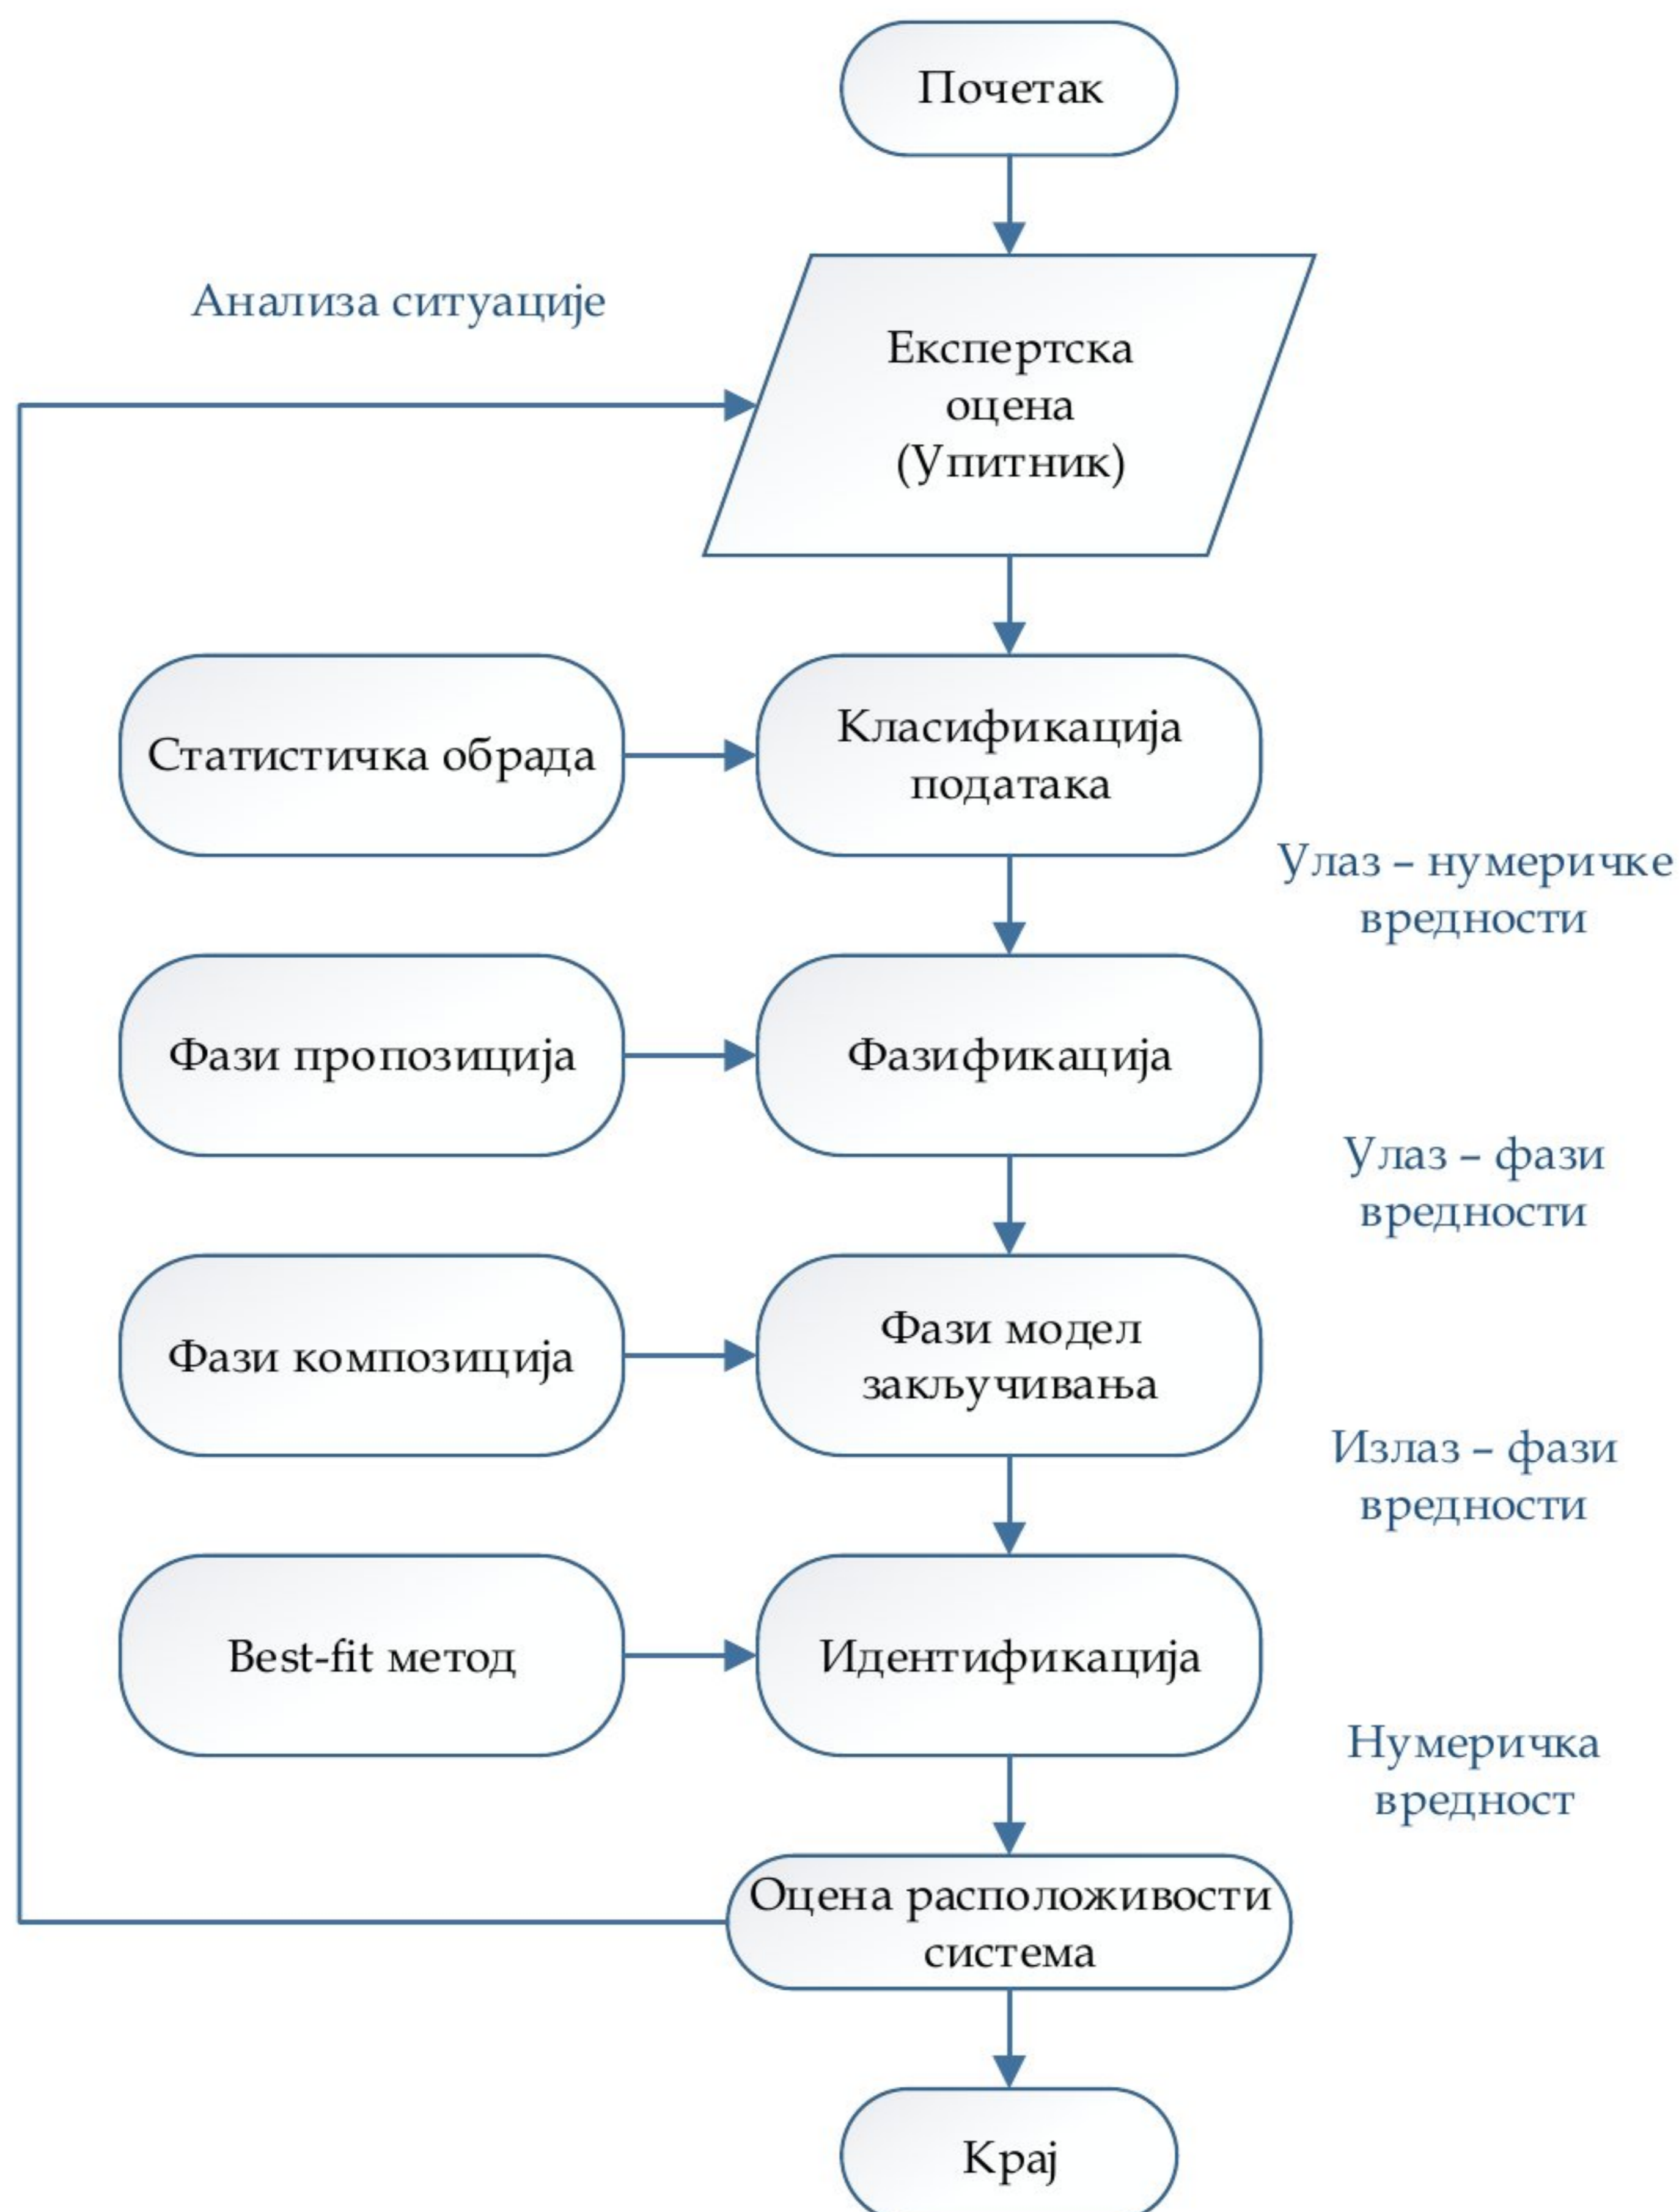 Почетак
Анализа ситуације
Експертска
оцена
(Упитник)
Статистичка обрада
Класификација
података
Улаз – нумеричке
вредности
Фази пропозиција
Фазификација
Улаз – фази
вредности
Фази композиција
Фази модел
закључивања
Излаз – фази
вредности
Best-fit метод
Идентификација
Нумеричка
вредност
Оцена расположивости
система
Крај